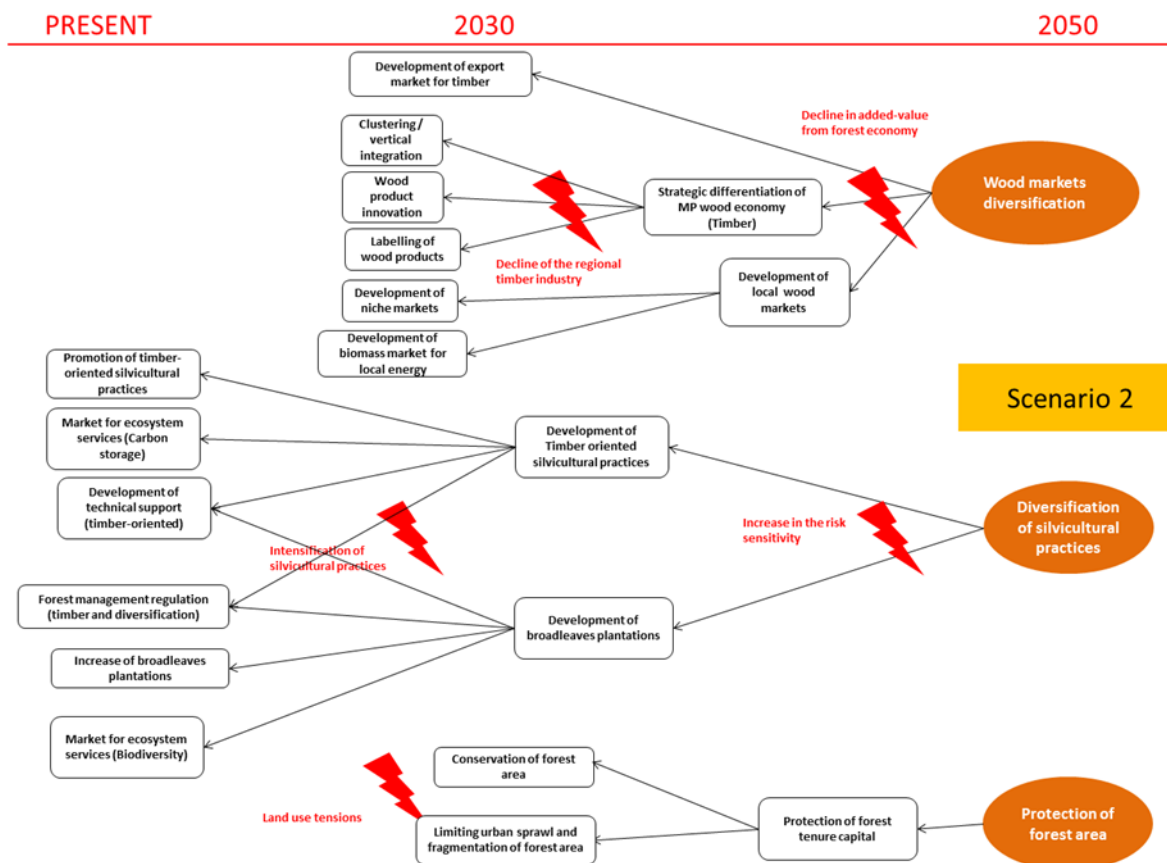 PRESENT
2030
2050
Development of export
market for timber
Decline in added-value
from forest economy
Clustering /
vertical
integration
Wood
product
innovation
Strategic differentiation of
MP wood economy
(Timber)
Wood markets
diversification
Labelling of
wood products
Decline of the regional
timber industry
Development of
niche markets
Development of
local wood
markets
Development of
biomass market for
local energy
Promotion of timber-
oriented silvicultural
practices
Scenario 2
Market for ecosystem
services (Carbon
storage)
Development of
Timber oriented
silvicultural practices
Development of
technical support
(timber-oriented)
Increase in the risk
sensitivity
Diversification
of silvicultural
practices
Intensification of
silvicultural practices
Forest management regulation
(timber and diversification)
Development of
broadleaves plantations
Increase of broadleaves
plantations
Market for ecosystem
services (Biodiversity)
Conservation of forest
area
Land use tensions
Limiting urban sprawl and
fragmentation of forest area
Protection of forest
tenure capital
Protection of
forest area